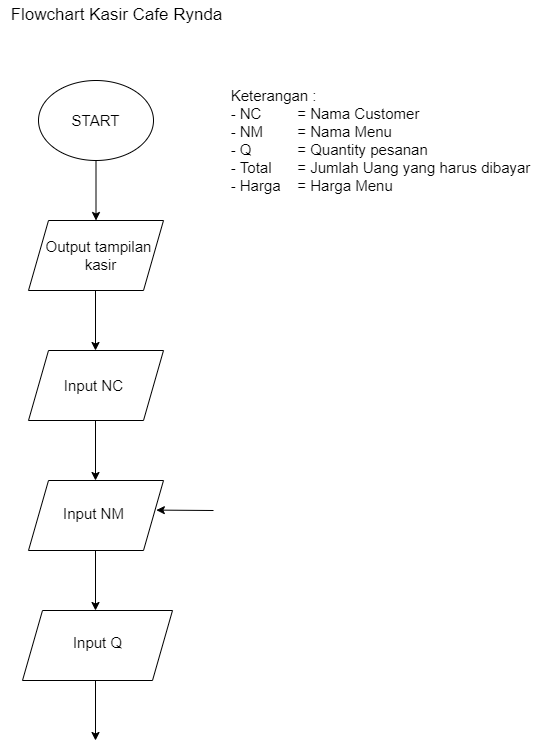 Flowchart Kasir Cafe Rynda
Keterangan :
- NC = Nama Customer
- NM = Nama Menu
- Q = Quantity pesanan
- Total = Jumlah Uang yang harus dibayar
- Harga = Harga Menu
START
Output tampilan
kasir
Input NC
Input NM
Input Q